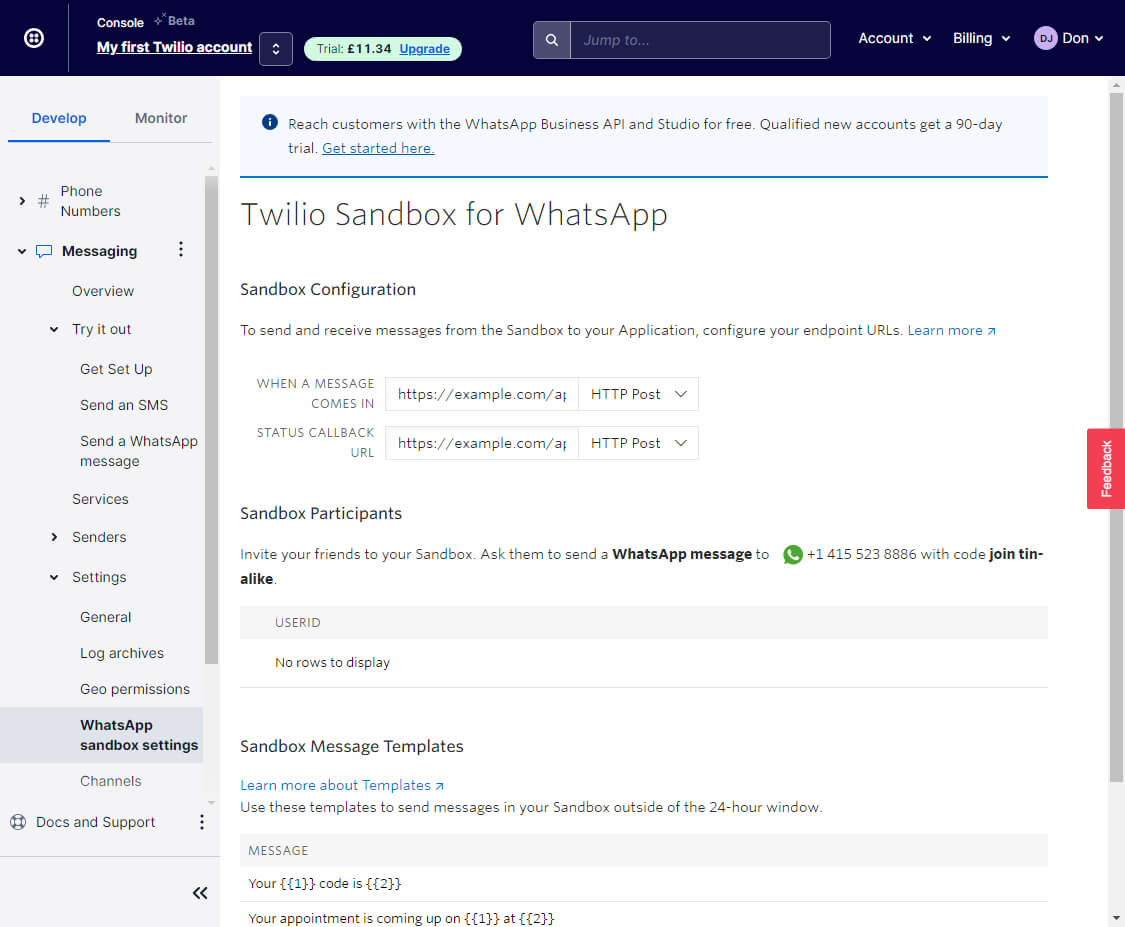 Console Beta
My first Twilio account
Trial: £11.34 Upgrade
Jump to...
Account
Billing
DJ Don
Develop
Monitor
# Phone
Numbers
Messaging
Overview
Try it out
Get Set Up
Send an SMS
Send a WhatsApp
message
Services
Senders
Settings
General
Log archives
Geo permissions
WhatsApp
sandbox settings
Channels
Docs and Support
Reach customers with the WhatsApp Business API and Studio for free. Qualified new accounts get a 90-day
trial. Get started here.
Twilio Sandbox for WhatsApp
Sandbox Configuration
To send and receive messages from the Sandbox to your Application, configure your endpoint URLs. Learn more
WHEN A MESSAGE
COMES IN
https://example.com/ap
HTTP Post
STATUS CALLBACK
URL
https://example.com/ap
HTTP Post
Sandbox Participants
Invite your friends to your Sandbox. Ask them to send a WhatsApp message to +1 415 523 8886 with code join tin-
alike.
USERID
No rows to display
Sandbox Message Templates
Learn more about Templates
Use these templates to send messages in your Sandbox outside of the 24-hour window.
MESSAGE
Your {{1}} code is {{2}}
Your appointment is coming up on {{1}} at {{2}}
Feedback